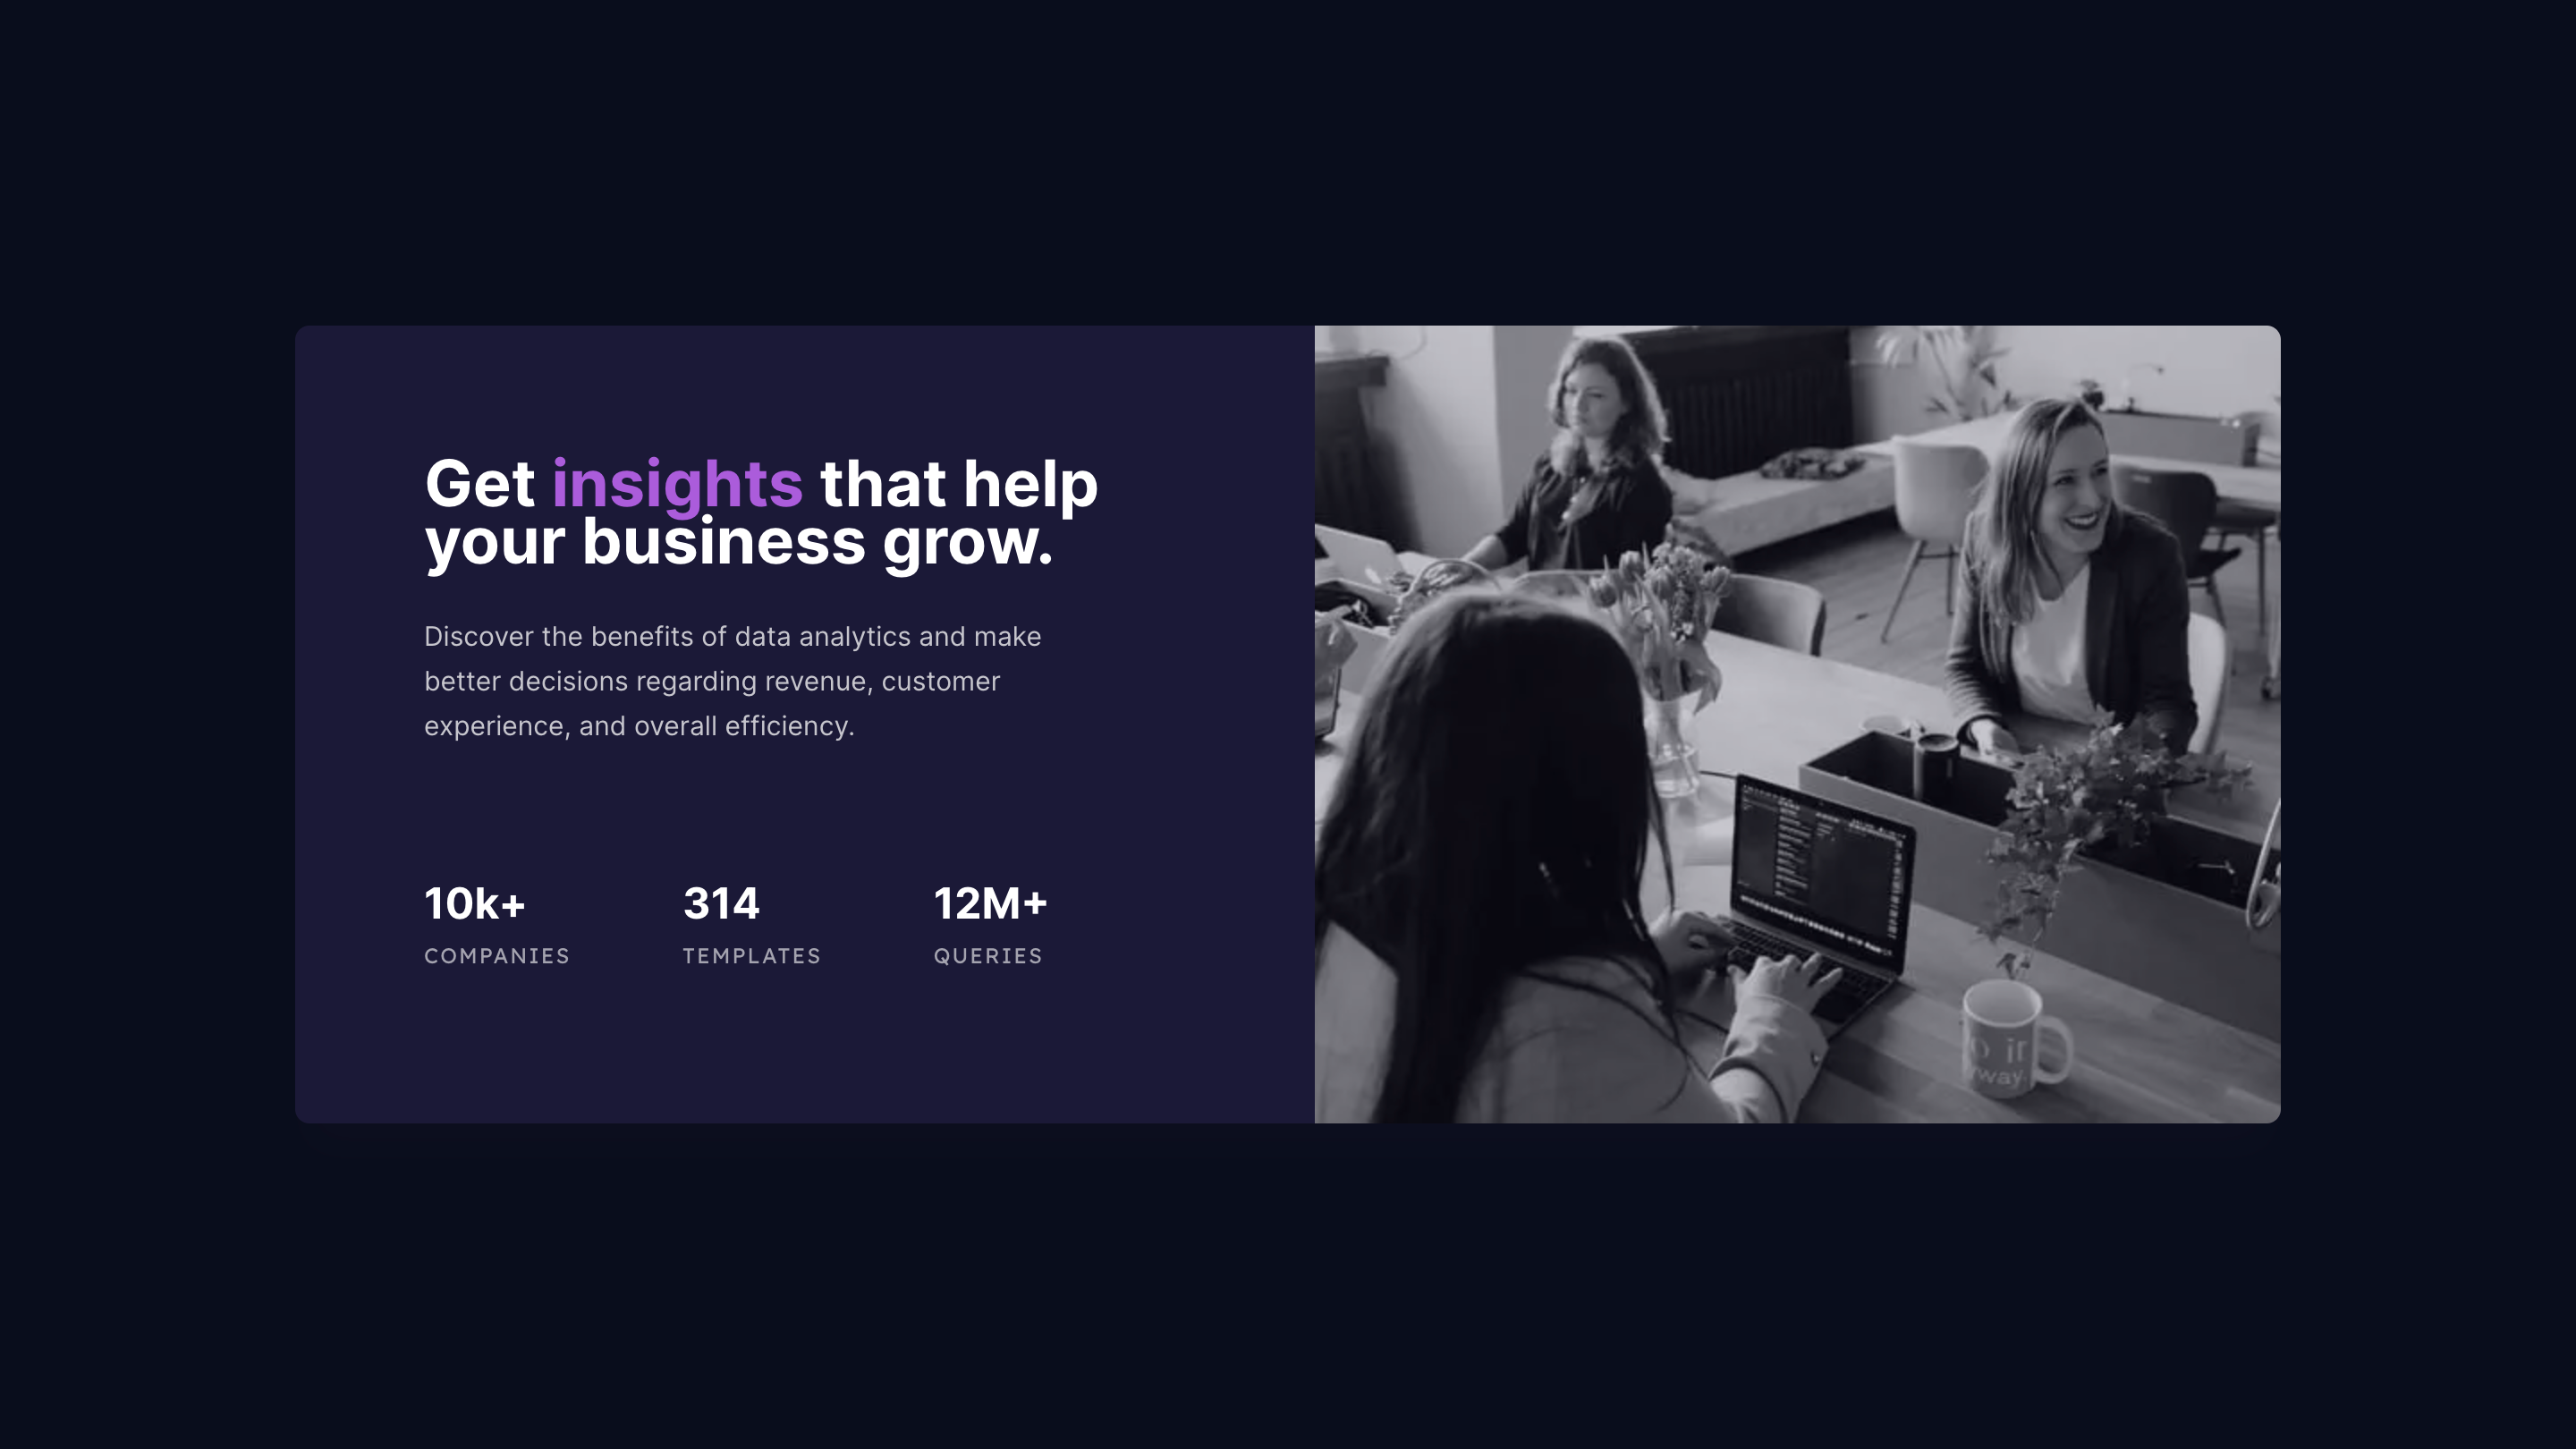 Get insights that help
your business grow.
Discover the benefits of data analytics and make
better decisions regarding revenue, customer
experience, and overall efficiency.
10k+
COMPANIES
314
TEMPLATES
12M+
QUERIES